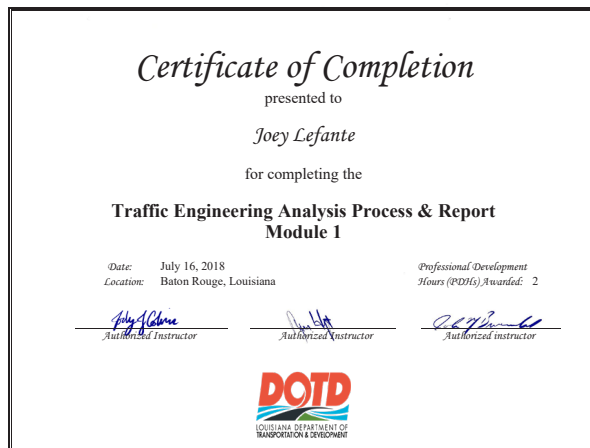 Certificate of Completion
presented to
Joey Lefante
for completing the
Traffic Engineering Analysis Process & Report
Module 1
Date: July 16, 2018
Location: Baton Rouge, Louisiana
Professional Development
Hours (PDHs) Awarded: 2
Authorized Instructor
Authorized Instructor
Authorized instructor
DOTD
LOUISIANA DEPARTMENT OF
TRANSPORTATION & DEVELOPMENT